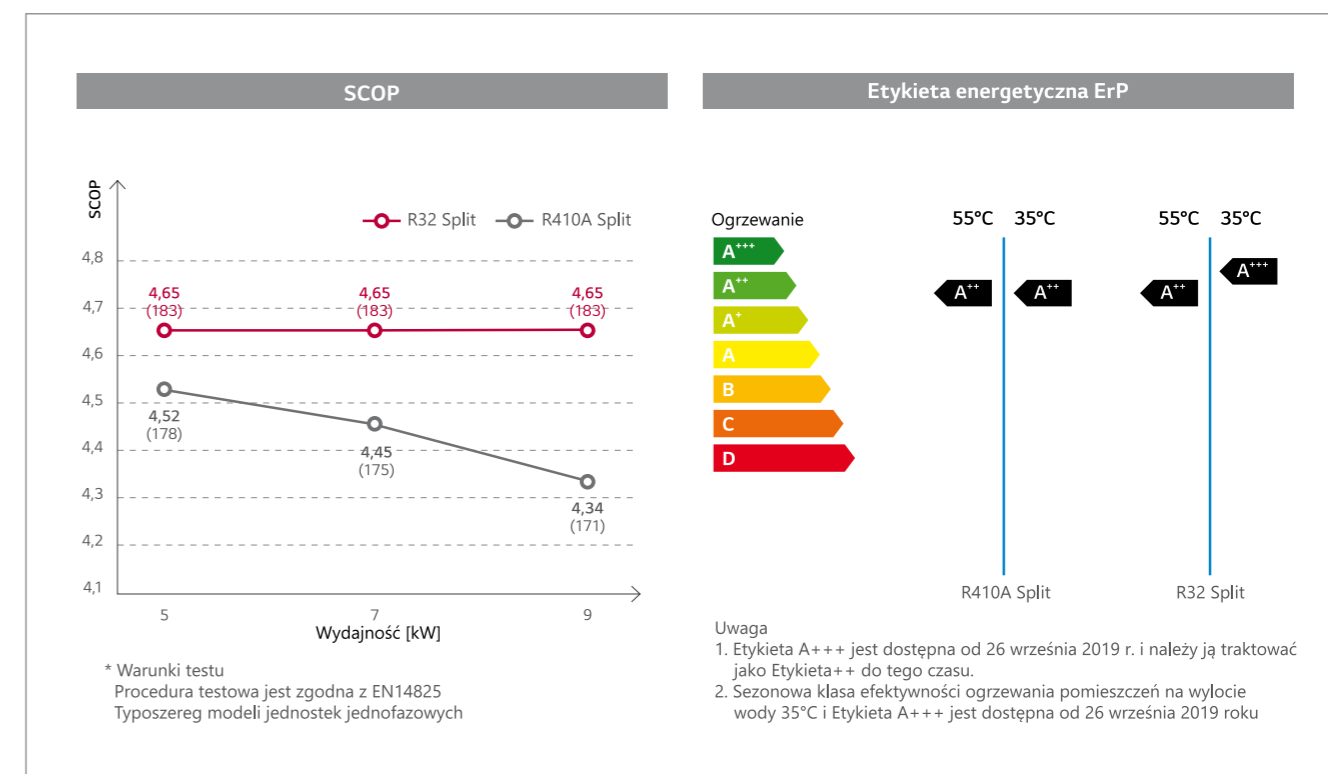 SCOP
SCOP
R32 Split
R410A Split
4,8
4,7
4,6
4,5
4,4
4,3
4,2
4,1
4,65
(183)
4,65
(183)
4,65
(183)
4,52
(178)
4,45
(175)
4,34
(171)
5
7
9
Wydajność [kW]
* Warunki testu
Procedura testowa jest zgodna z EN14825
Typoszereg modeli jednostek jednofazowych
Etykieta energetyczna ErP
Ogrzewanie
A+++
A++
A+
A
B
C
D
55°C 35°C
A++ A++
R410A Split
55°C 35°C
A++ A+++
R32 Split
Uwaga
1. Etykieta A+++ jest dostępna od 26 września 2019 r. i należy ją traktować
jako Etykieta++ do tego czasu.
2. Sezonowa klasa efektywności ogrzewania pomieszczeń na wylocie
wody 35°C i Etykieta A+++ jest dostępna od 26 września 2019 roku